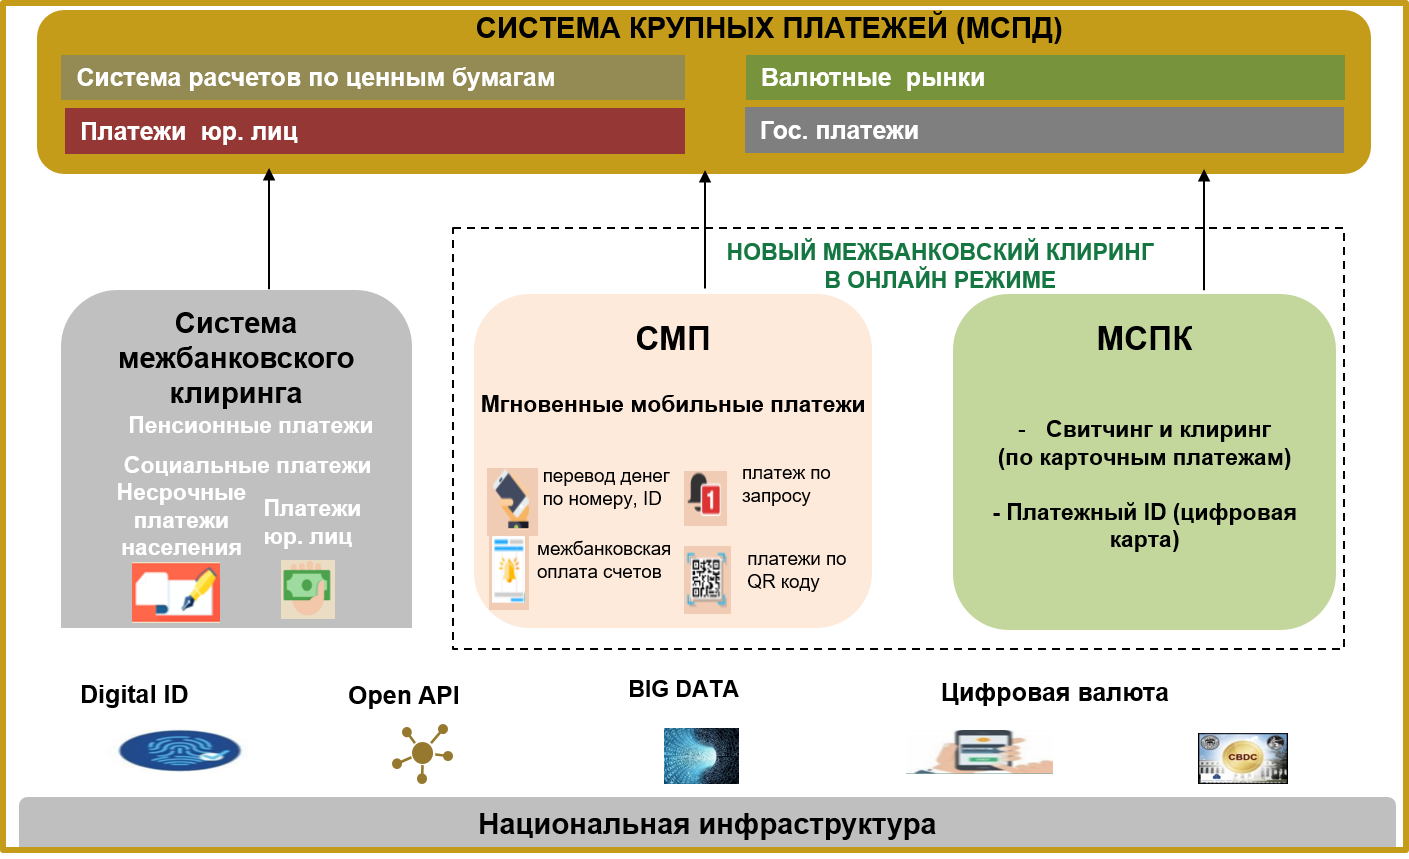 СИСТЕМА КРУПНЫХ ПЛАТЕЖЕЙ (МСПД)
Система расчетов по ценным бумагам
Валютные рынки
Платежи юр. лиц
Гос. платежи
НОВЫЙ МЕЖБАНКОВСКИЙ КЛИРИНГ
В ОНЛАЙН РЕЖИМЕ
Система
межбанковского
клиринга
Пенсионные платежи
Социальные платежи
Несрочные
платежи
населения
Платежи
юр. лиц
СМП
Мгновенные мобильные платежи
перевод денег
по номеру, ID
платеж по
запросу
1
межбанковская
оплата счетов
платежи по
QR коду
МСПК
- Свитчинг и клиринг
(по карточным платежам)
- Платежный ID (цифровая
карта)
Digital ID
Open API
BIG DATA
Цифровая валюта
CBDC
Национальная инфраструктура